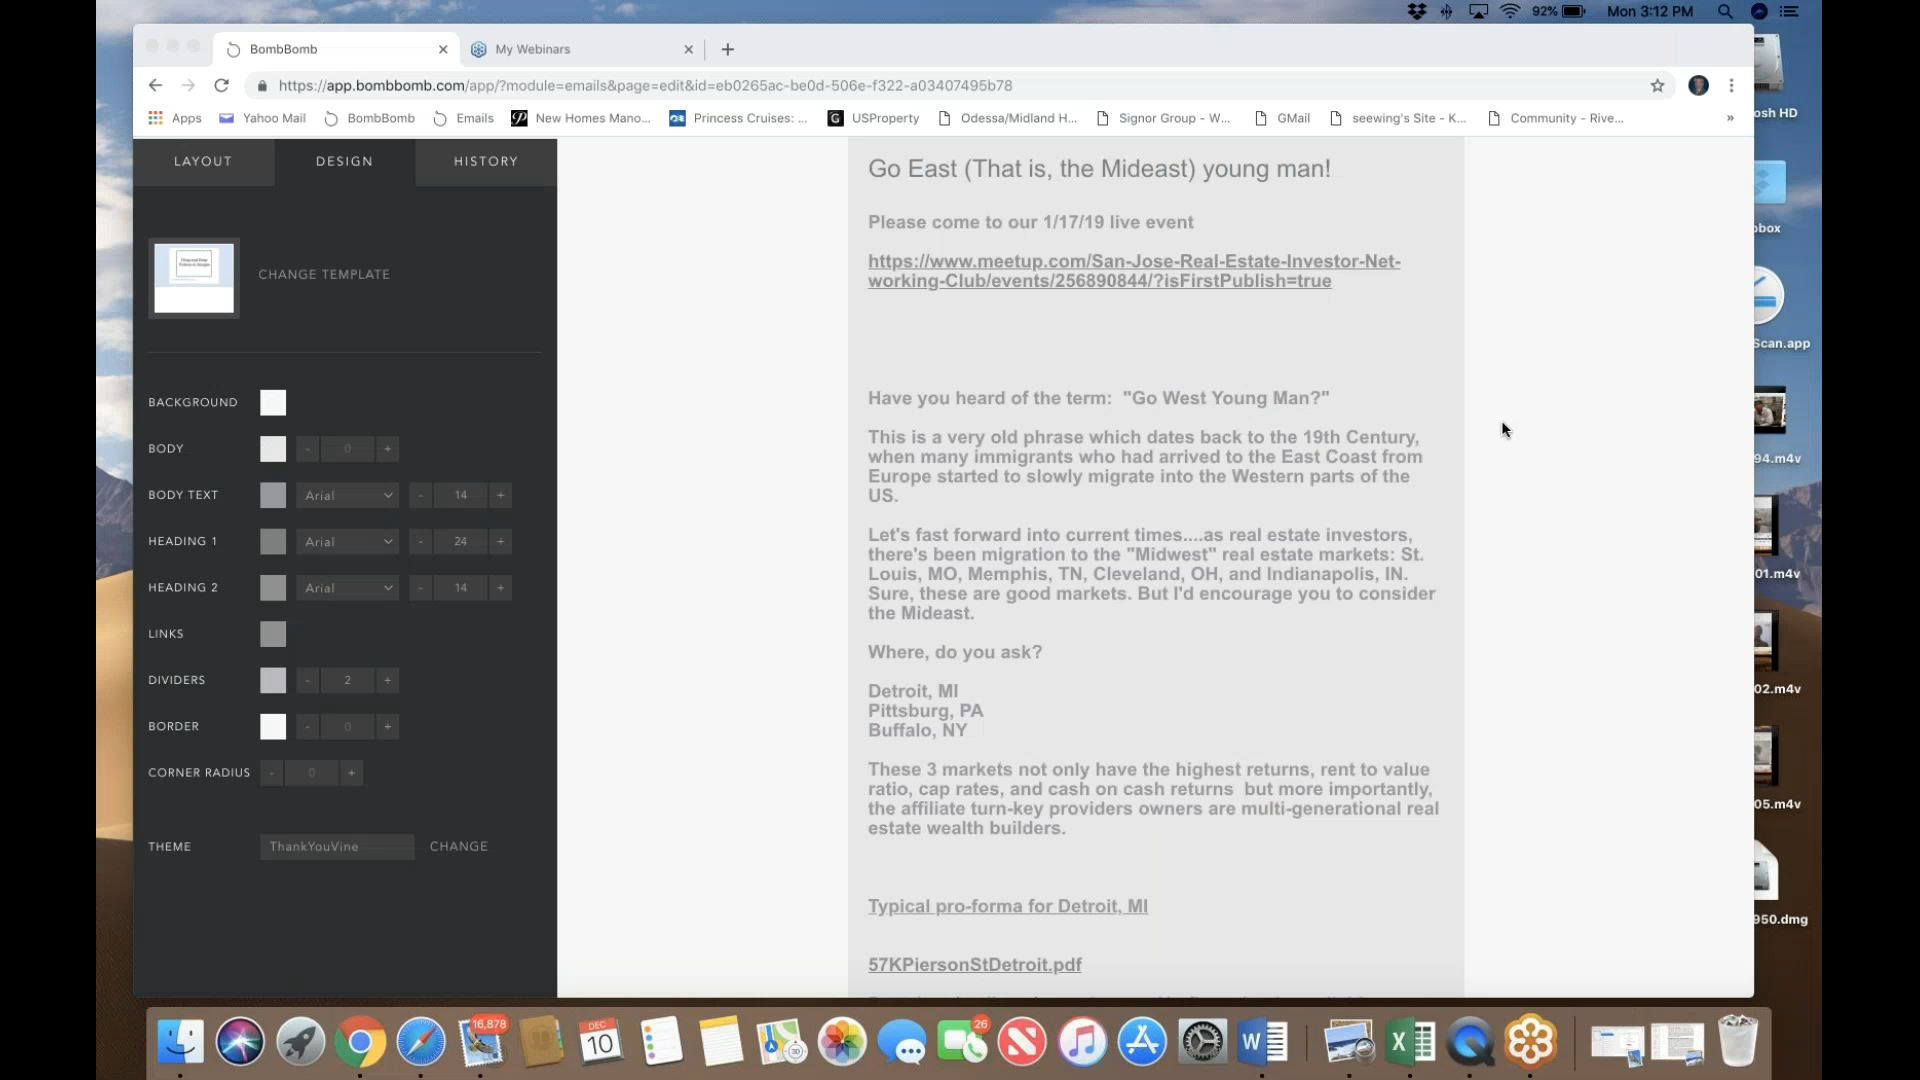 92% Mon 3:12 PM
BombBomb
My Webinars
https://app.bombbomb.com/app/?module=emails&page=edit&id=eb0265ac-be0d-506e-f322-a03407495b78
Apps Yahoo Mail BombBomb Emails New Homes Mano... Princess Cruises: ... USProperty Odessa/Midland H... Signor Group - W... GMail seewing's Site - K... Community - Rive... »
LAYOUT DESIGN HISTORY
CHANGE TEMPLATE
BACKGROUND
BODY - 0 +
BODY TEXT Arial - 14 +
HEADING 1 Arial - 24 +
HEADING 2 Arial - 14 +
LINKS
DIVIDERS - 2 +
BORDER - 0 +
CORNER RADIUS - 0 +
THEME ThankYouVine CHANGE
Go East (That is, the Mideast) young man!
Please come to our 1/17/19 live event
https://www.meetup.com/San-Jose-Real-Estate-Investor-Net-
working-Club/events/256890844/?isFirstPublish=true
Have you heard of the term:  "Go West Young Man?"
This is a very old phrase which dates back to the 19th Century,
when many immigrants who had arrived to the East Coast from
Europe started to slowly migrate into the Western parts of the
US.
Let's fast forward into current times....as real estate investors,
there's been migration to the "Midwest" real estate markets: St.
Louis, MO, Memphis, TN, Cleveland, OH, and Indianapolis, IN.
Sure, these are good markets. But I'd encourage you to consider
the Mideast.
Where, do you ask?
Detroit, MI
Pittsburg, PA
Buffalo, NY
These 3 markets not only have the highest returns, rent to value
ratio, cap rates, and cash on cash returns  but more importantly,
the affiliate turn-key providers owners are multi-generational real
estate wealth builders.
Typical pro-forma for Detroit, MI
57KPiersonStDetroit.pdf
osh HD
box
Scan.app
94.m4v
01.m4v
02.m4v
05.m4v
950.dmg
16,878
DEC
10
3D
26
W
X